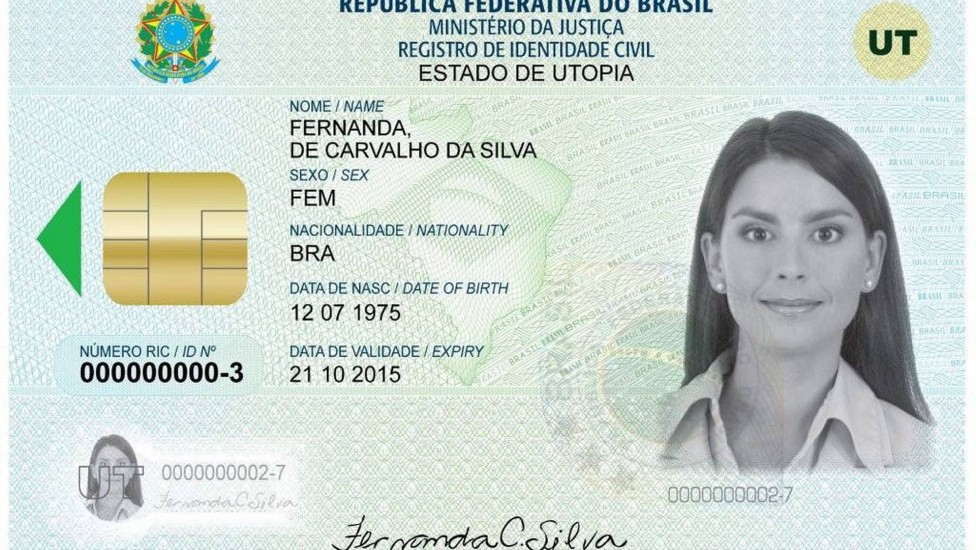 REPÚBLICA FEDERATIVA DO BRASIL
MINISTÉRIO DA JUSTIÇA
REGISTRO DE IDENTIDADE CIVIL
ESTADO DE UTOPIA
UT
NOME / NAME
FERNANDA,
DE CARVALHO DA SILVA
SEXO / SEX
FEM
NACIONALIDADE / NATIONALITY
BRA
DATA DE NASC / DATE OF BIRTH
12 07 1975
NÚMERO RIC / ID Nº
000000000-3
DATA DE VALIDADE / EXPIRY
21 10 2015
UT
0000000002-7
Fernanda C. Silva
0000000002-7
Fernanda C. Silva